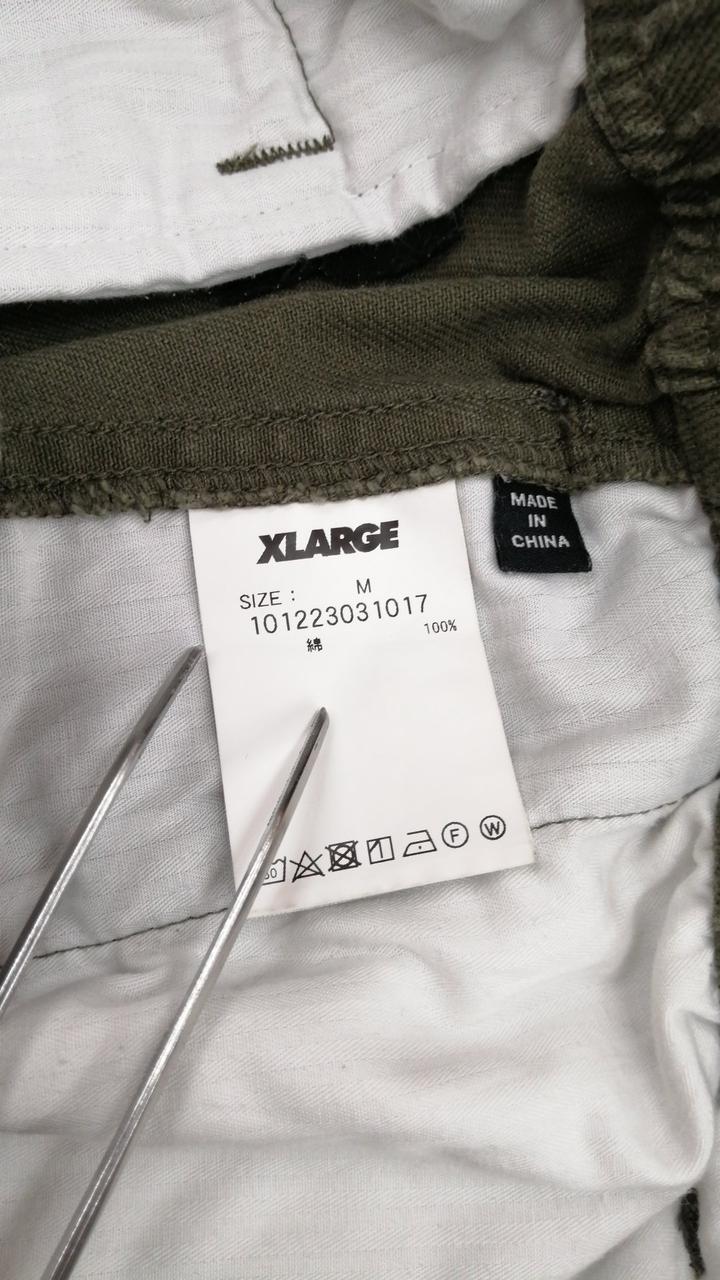 XLARGE
SIZE : M
101223031017
綿 100%
F W
MADE
IN
CHINA